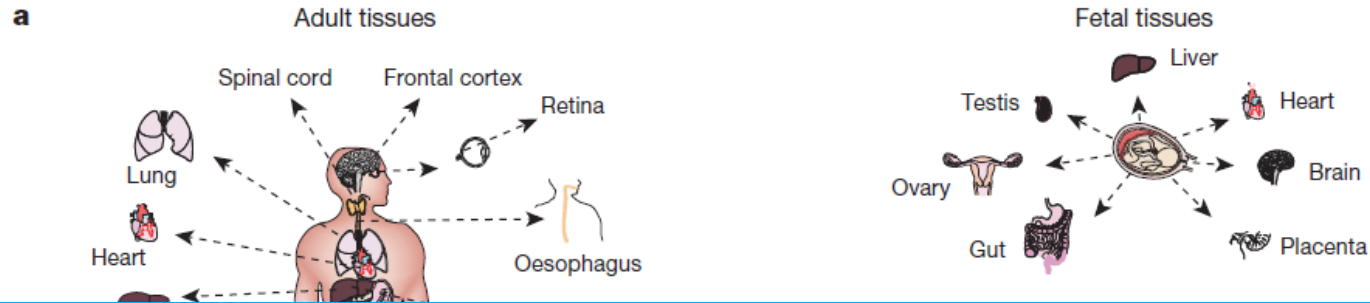 a
Adult tissues
Fetal tissues
Spinal cord
Frontal cortex
Retina
Lung
Heart
Oesophagus
Liver
Testis
Heart
Ovary
Brain
Gut
Placenta